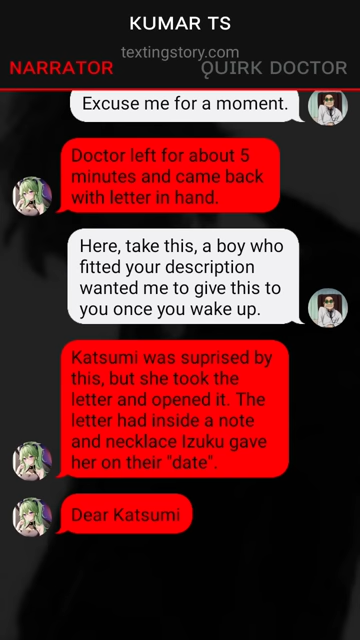 KUMAR TS
textingstory.com
NARRATOR
QUIRK DOCTOR
Excuse me for a moment.
Doctor left for about 5
minutes and came back
with letter in hand.
Here, take this, a boy who
fitted your description
wanted me to give this to
you once you wake up.
Katsumi was suprised by
this, but she took the
letter and opened it. The
letter had inside a note
and necklace Izuku gave
her on their "date".
Dear Katsumi